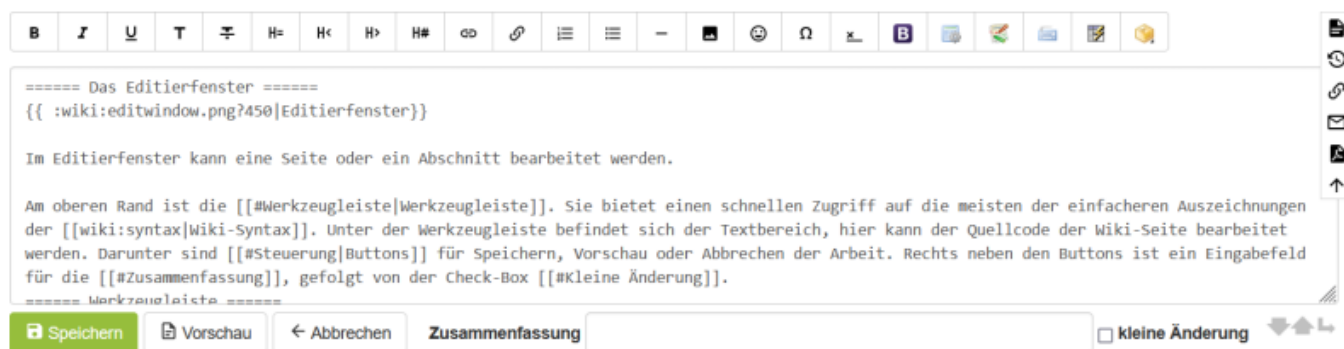 B I U T T H= H< H> H# Ω B
====== Das Editierfenster ======
{{ :wiki:editwindow.png?450|Editierfenster}}
Im Editierfenster kann eine Seite oder ein Abschnitt bearbeitet werden.
Am oberen Rand ist die [[#Werkzeugleiste|Werkzeugleiste]]. Sie bietet einen schnellen Zugriff auf die meisten der einfacheren Auszeichnungen
der [[wiki:syntax|Wiki-Syntax]]. Unter der Werkzeugleiste befindet sich der Textbereich, hier kann der Quellcode der Wiki-Seite bearbeitet
werden. Darunter sind [[#Steuerung|Buttons]] für Speichern, Vorschau oder Abbrechen der Arbeit. Rechts neben den Buttons ist ein Eingabefeld
für die [[#Zusammenfassung]], gefolgt von der Check-Box [[#Kleine Änderung]].
====== Werkzeugleiste ======
Speichern Vorschau Abbrechen Zusammenfassung kleine Änderung